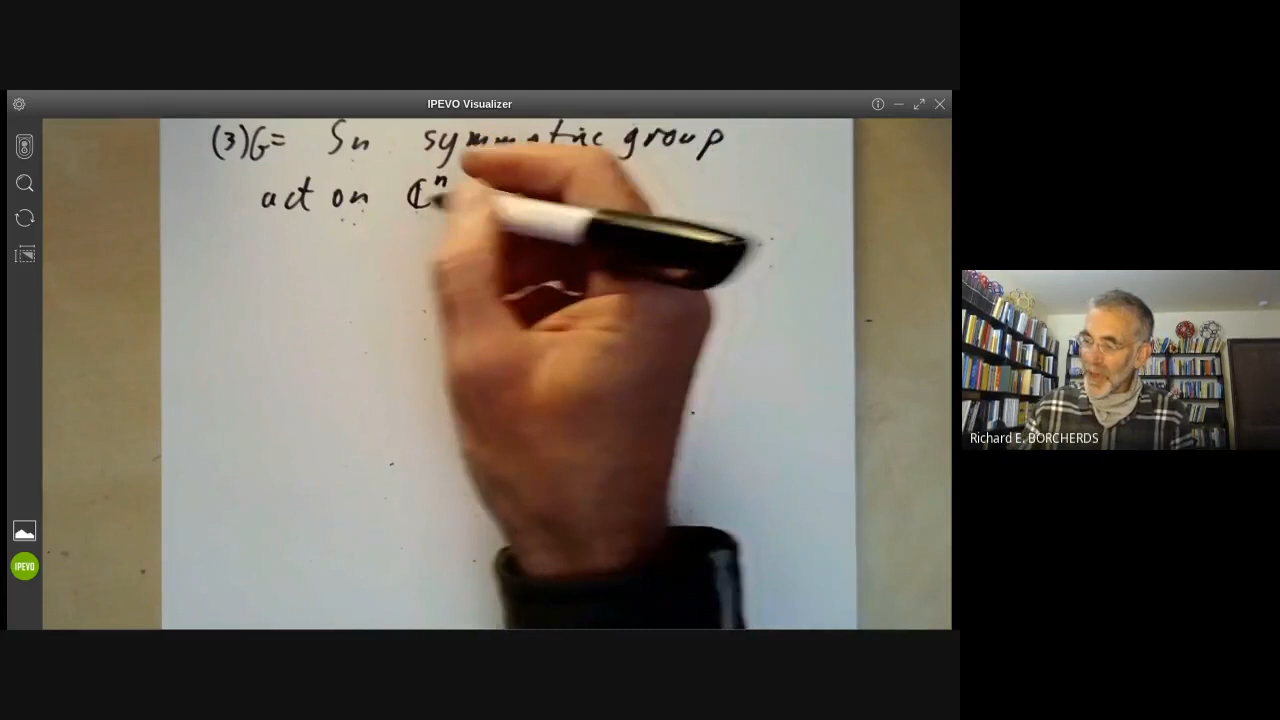 IPEVO Visualizer
(3) G = Sn symmetric group
act on ℂⁿ
Richard E. BORCHERDS
IPEVO